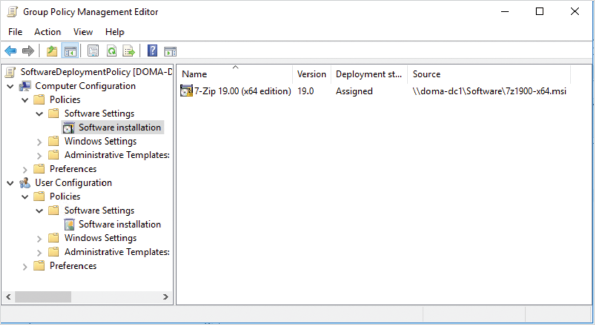 Group Policy Management Editor
File Action View Help
SoftwareDeploymentPolicy [DOMA-D
Computer Configuration
Policies
Software Settings
Software installation
Windows Settings
Administrative Templates:
Preferences
User Configuration
Policies
Software Settings
Software installation
Windows Settings
Administrative Templates:
Preferences
Name Version Deployment st... Source
7-Zip 19.00 (x64 edition) 19.0 Assigned \\doma-dc1\Software\7z1900-x64.msi